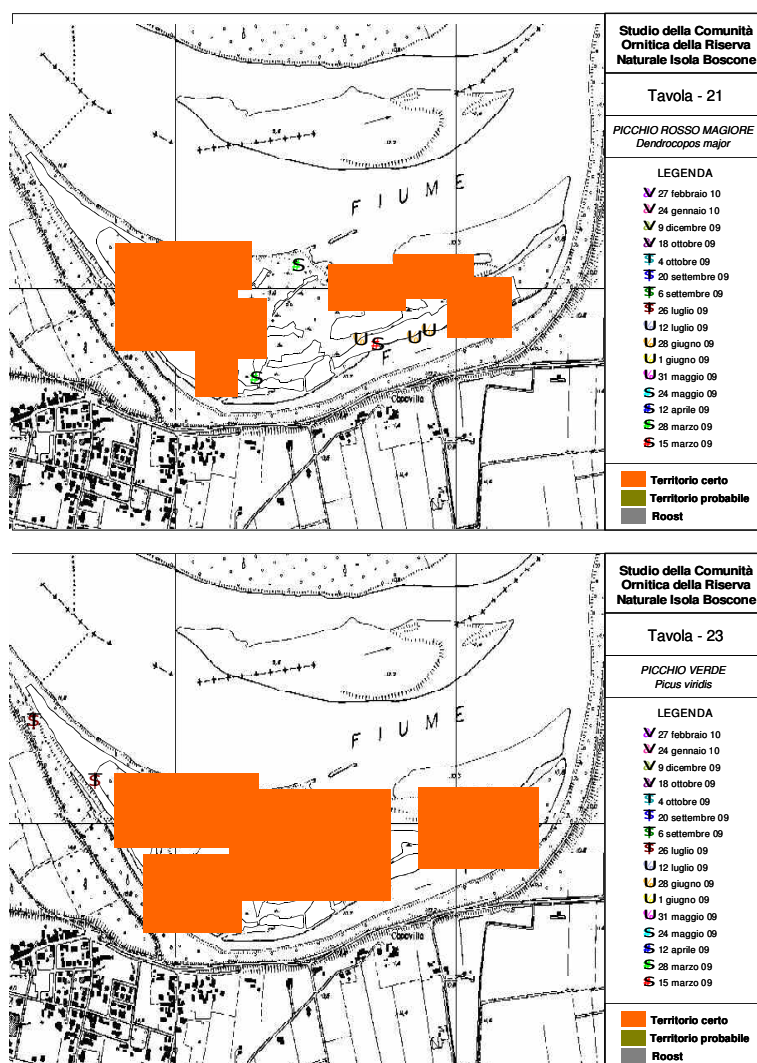 Studio della Comunità
Ornitica della Riserva
Naturale Isola Boscone
Tavola - 21
PICCHIO ROSSO MAGIORE
Dendrocopos major
LEGENDA
27 febbraio 10
24 gennaio 10
9 dicembre 09
18 ottobre 09
4 ottobre 09
20 settembre 09
6 settembre 09
26 luglio 09
12 luglio 09
28 giugno 09
1 giugno 09
31 maggio 09
24 maggio 09
12 aprile 09
28 marzo 09
15 marzo 09
Territorio certo
Territorio probabile
Roost
FIUME
Capovilla
Studio della Comunità
Ornitica della Riserva
Naturale Isola Boscone
Tavola - 23
PICCHIO VERDE
Picus viridis
LEGENDA
27 febbraio 10
24 gennaio 10
9 dicembre 09
18 ottobre 09
4 ottobre 09
20 settembre 09
6 settembre 09
26 luglio 09
12 luglio 09
28 giugno 09
1 giugno 09
31 maggio 09
24 maggio 09
12 aprile 09
28 marzo 09
15 marzo 09
Territorio certo
Territorio probabile
Roost
FIUME
Capovilla